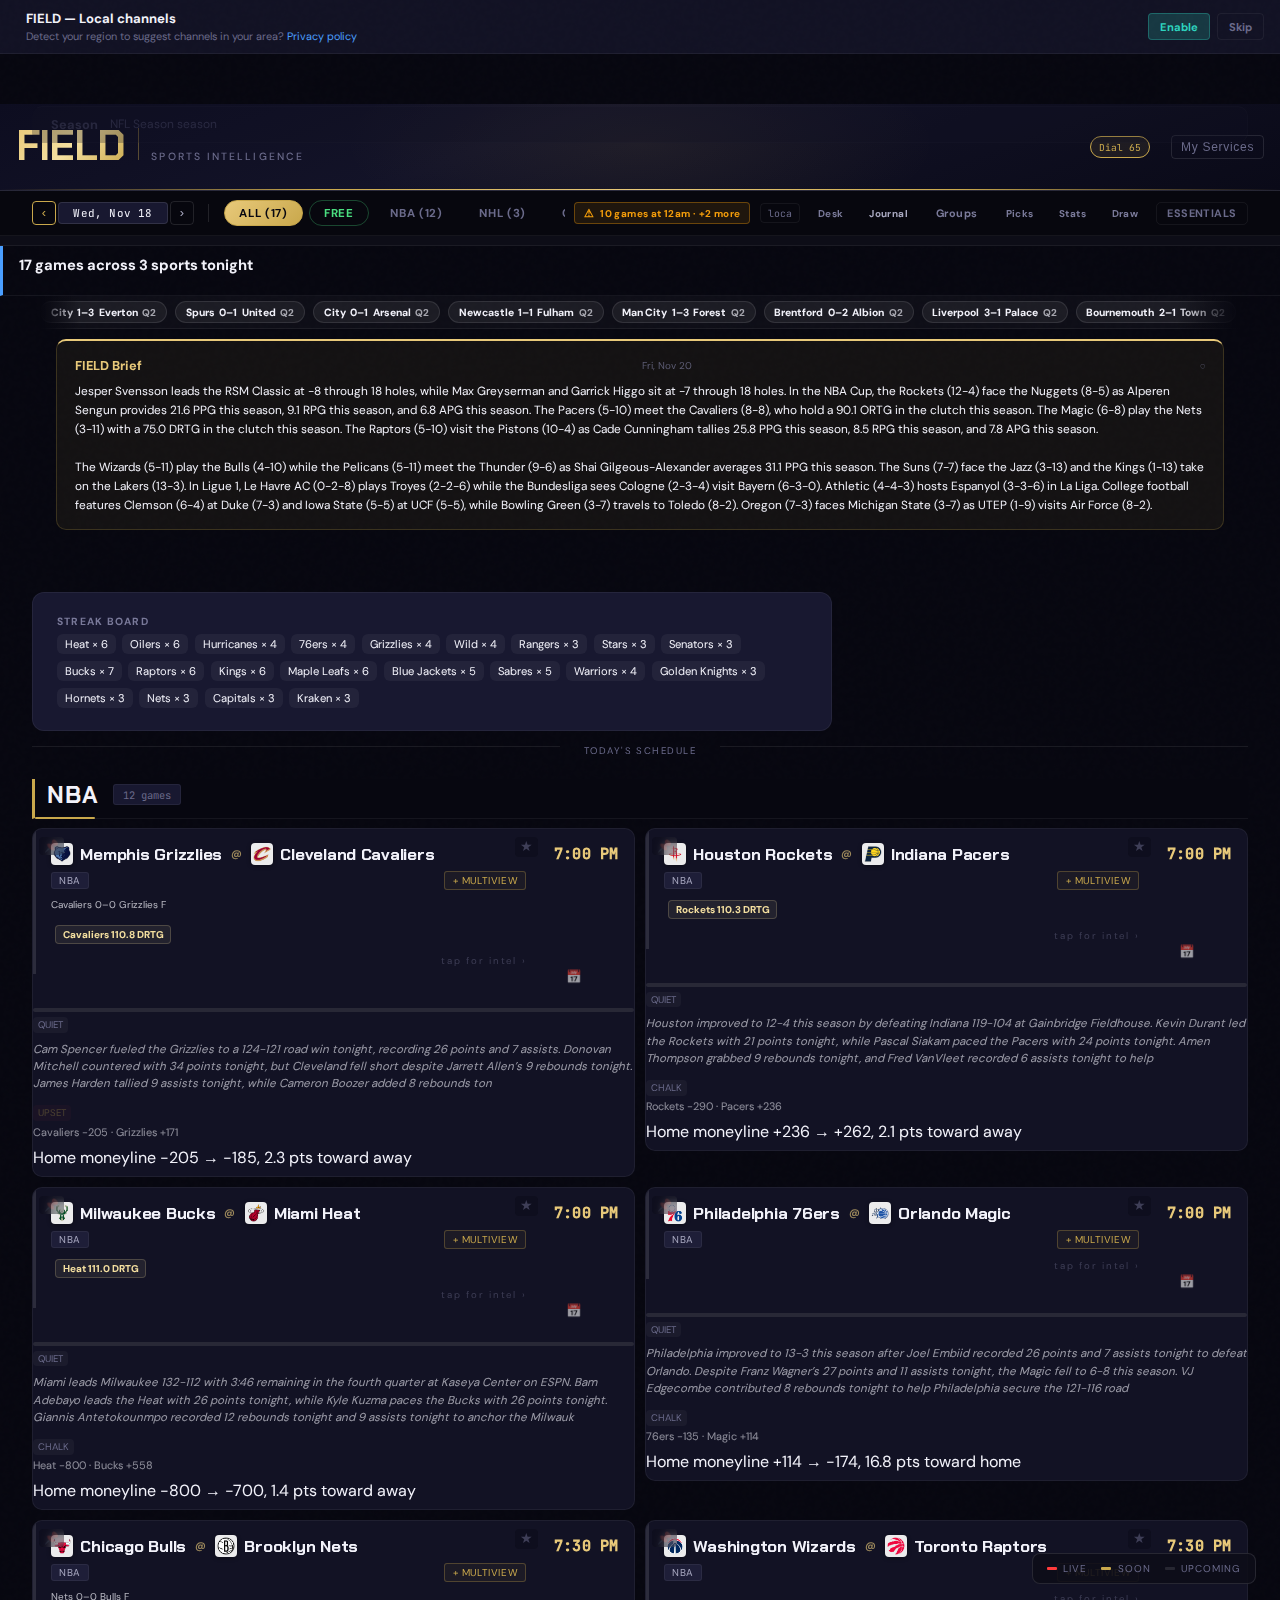 FIELD — Local channels
Detect your region to suggest channels in your area? Privacy policy
Enable
Skip
Season NFL Season season
FIELD
SPORTS INTELLIGENCE
Dial 65
My Services
‹ Wed, Nov 18 ›
ALL (17) FREE NBA (12) NHL (3)
⚠ 10 games at 12am · +2 more
loca Desk Journal Groups Picks Stats Draw ESSENTIALS
17 games across 3 sports tonight
City 1–3 Everton Q2 Spurs 0–1 United Q2 City 0–1 Arsenal Q2 Newcastle 1–1 Fulham Q2 Man City 1–3 Forest Q2 Brentford 0–2 Albion Q2 Liverpool 3–1 Palace Q2 Bournemouth 2–1 Town Q2
FIELD Brief
Fri, Nov 20
Jesper Svensson leads the RSM Classic at -8 through 18 holes, while Max Greyserman and Garrick Higgo sit at -7 through 18 holes. In the NBA Cup, the Rockets (12-4) face the Nuggets (8-5) as Alperen
Sengun provides 21.6 PPG this season, 9.1 RPG this season, and 6.8 APG this season. The Pacers (5-10) meet the Cavaliers (8-8), who hold a 90.1 ORTG in the clutch this season. The Magic (6-8) play the Nets
(3-11) with a 75.0 DRTG in the clutch this season. The Raptors (5-10) visit the Pistons (10-4) as Cade Cunningham tallies 25.8 PPG this season, 8.5 RPG this season, and 7.8 APG this season.
The Wizards (5-11) play the Bulls (4-10) while the Pelicans (5-11) meet the Thunder (9-6) as Shai Gilgeous-Alexander averages 31.1 PPG this season. The Suns (7-7) face the Jazz (3-13) and the Kings (1-13) take
on the Lakers (13-3). In Ligue 1, Le Havre AC (0-2-8) plays Troyes (2-2-6) while the Bundesliga sees Cologne (2-3-4) visit Bayern (6-3-0). Athletic (4-4-3) hosts Espanyol (3-3-6) in La Liga. College football
features Clemson (6-4) at Duke (7-3) and Iowa State (5-5) at UCF (5-5), while Bowling Green (3-7) travels to Toledo (8-2). Oregon (7-3) faces Michigan State (3-7) as UTEP (1-9) visits Air Force (8-2).
STREAK BOARD
Heat × 6 Oilers × 6 Hurricanes × 4 76ers × 4 Grizzlies × 4 Wild × 4 Rangers × 3 Stars × 3 Senators × 3
Bucks × 7 Raptors × 6 Kings × 6 Maple Leafs × 6 Blue Jackets × 5 Sabres × 5 Warriors × 4 Golden Knights × 3
Hornets × 3 Nets × 3 Capitals × 3 Kraken × 3
TODAY'S SCHEDULE
NBA 12 games
Memphis Grizzlies @ Cleveland Cavaliers ★ 7:00 PM
NBA + MULTIVIEW
Cavaliers 0–0 Grizzlies F
Cavaliers 110.8 DRTG
tap for intel ›
17
QUIET
Cam Spencer fueled the Grizzlies to a 124-121 road win tonight, recording 26 points and 7 assists. Donovan
Mitchell countered with 34 points tonight, but Cleveland fell short despite Jarrett Allen's 9 rebounds tonight.
James Harden tallied 9 assists tonight, while Cameron Boozer added 8 rebounds ton
UPSET
Cavaliers -205 · Grizzlies +171
Home moneyline -205 → -185, 2.3 pts toward away
Houston Rockets @ Indiana Pacers ★ 7:00 PM
NBA + MULTIVIEW
Rockets 110.3 DRTG
tap for intel ›
17
QUIET
Houston improved to 12-4 this season by defeating Indiana 119-104 at Gainbridge Fieldhouse. Kevin Durant led
the Rockets with 21 points tonight, while Pascal Siakam paced the Pacers with 24 points tonight. Amen
Thompson grabbed 9 rebounds tonight, and Fred VanVleet recorded 6 assists tonight to help
CHALK
Rockets -290 · Pacers +236
Home moneyline +236 → +262, 2.1 pts toward away
Milwaukee Bucks @ Miami Heat ★ 7:00 PM
NBA + MULTIVIEW
Heat 111.0 DRTG
tap for intel ›
17
QUIET
Miami leads Milwaukee 132-112 with 3:46 remaining in the fourth quarter at Kaseya Center on ESPN. Bam
Adebayo leads the Heat with 26 points tonight, while Kyle Kuzma paces the Bucks with 26 points tonight.
Giannis Antetokounmpo recorded 12 rebounds tonight and 9 assists tonight to anchor the Milwauk
CHALK
Heat -800 · Bucks +558
Home moneyline -800 → -700, 1.4 pts toward away
Philadelphia 76ers @ Orlando Magic ★ 7:00 PM
NBA + MULTIVIEW
tap for intel ›
17
QUIET
Philadelphia improved to 13-3 this season after Joel Embiid recorded 26 points and 7 assists tonight to defeat
Orlando. Despite Franz Wagner's 27 points and 11 assists tonight, the Magic fell to 6-8 this season. VJ
Edgecombe contributed 8 rebounds tonight to help Philadelphia secure the 121-116 road
CHALK
76ers -135 · Magic +114
Home moneyline +114 → -174, 16.8 pts toward home
Chicago Bulls @ Brooklyn Nets ★ 7:30 PM
NBA + MULTIVIEW
Nets 0–0 Bulls F
Washington Wizards @ Toronto Raptors ★ 7:30 PM
NBA
tap for intel ›
LIVE SOON UPCOMING